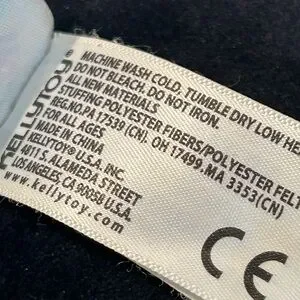 KELLYTOY
MACHINE WASH COLD. TUMBLE DRY LOW HE
DO NOT BLEACH. DO NOT IRON.
ALL NEW MATERIALS
STUFFING POLYESTER FIBERS/POLYESTER FELT
REG.NO.PA 17539 (CN). OH 17499.MA 3353(CN)
FOR ALL AGES
MADE IN CHINA
KELLYTOY® U.S.A. INC.
4011 S. ALAMEDA STREET
LOS ANGELES, CA 90058 U.S.A.
www.kellytoy.com
CE